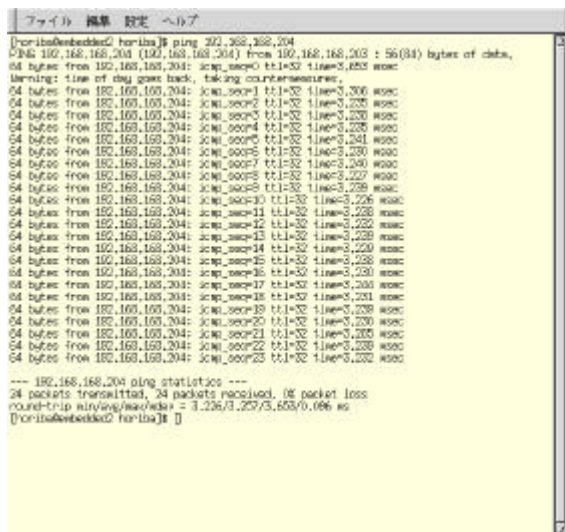 ファイル 編集 設定 ヘルプ
[horiba@embedded2 horiba]$ ping 192.168.168.204
PING 192.168.168.204 (192.168.168.204) from 192.168.168.203 : 56(84) bytes of data.
64 bytes from 192.168.168.204: icmp_seq=0 ttl=32 time=3.653 msec
Warning: time of day goes back, taking countermeasures.
64 bytes from 192.168.168.204: icmp_seq=1 ttl=32 time=3.306 msec
64 bytes from 192.168.168.204: icmp_seq=2 ttl=32 time=3.235 msec
64 bytes from 192.168.168.204: icmp_seq=3 ttl=32 time=3.238 msec
64 bytes from 192.168.168.204: icmp_seq=4 ttl=32 time=3.235 msec
64 bytes from 192.168.168.204: icmp_seq=5 ttl=32 time=3.241 msec
64 bytes from 192.168.168.204: icmp_seq=6 ttl=32 time=3.230 msec
64 bytes from 192.168.168.204: icmp_seq=7 ttl=32 time=3.240 msec
64 bytes from 192.168.168.204: icmp_seq=8 ttl=32 time=3.227 msec
64 bytes from 192.168.168.204: icmp_seq=9 ttl=32 time=3.239 msec
64 bytes from 192.168.168.204: icmp_seq=10 ttl=32 time=3.226 msec
64 bytes from 192.168.168.204: icmp_seq=11 ttl=32 time=3.238 msec
64 bytes from 192.168.168.204: icmp_seq=12 ttl=32 time=3.232 msec
64 bytes from 192.168.168.204: icmp_seq=13 ttl=32 time=3.239 msec
64 bytes from 192.168.168.204: icmp_seq=14 ttl=32 time=3.229 msec
64 bytes from 192.168.168.204: icmp_seq=15 ttl=32 time=3.238 msec
64 bytes from 192.168.168.204: icmp_seq=16 ttl=32 time=3.230 msec
64 bytes from 192.168.168.204: icmp_seq=17 ttl=32 time=3.244 msec
64 bytes from 192.168.168.204: icmp_seq=18 ttl=32 time=3.231 msec
64 bytes from 192.168.168.204: icmp_seq=19 ttl=32 time=3.239 msec
64 bytes from 192.168.168.204: icmp_seq=20 ttl=32 time=3.230 msec
64 bytes from 192.168.168.204: icmp_seq=21 ttl=32 msec
64 bytes from 192.168.168.204: icmp_seq=22 ttl=32 time=3.239 msec
64 bytes from 192.168.168.204: icmp_seq=23 ttl=32 time=3.232 msec
--- 192.168.168.204 ping statistics ---
24 packets transmitted, 24 packets received, 0% packet loss
round-trip min/avg/max/mdev = 3.226/3.257/3.653/0.086 ms
[horiba@embedded2 horiba]$